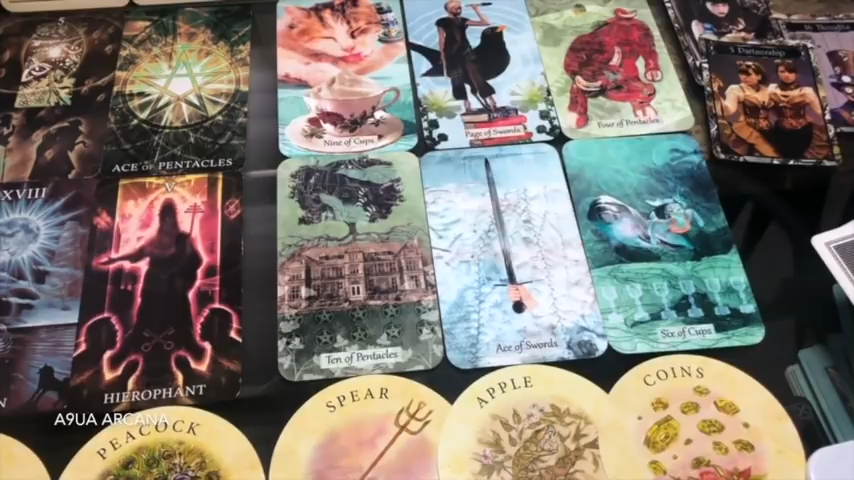 5
ACE OF PENTACLES
Nine of Cups
Page of Swords
Four of Pentacles
3 Partnership
XVIII
V
HIEROPHANT
Ten of Pentacles
Ace of Swords
Six of Cups
A9UA ARCANA
PEACOCK
SPEAR
APPLE
COINS